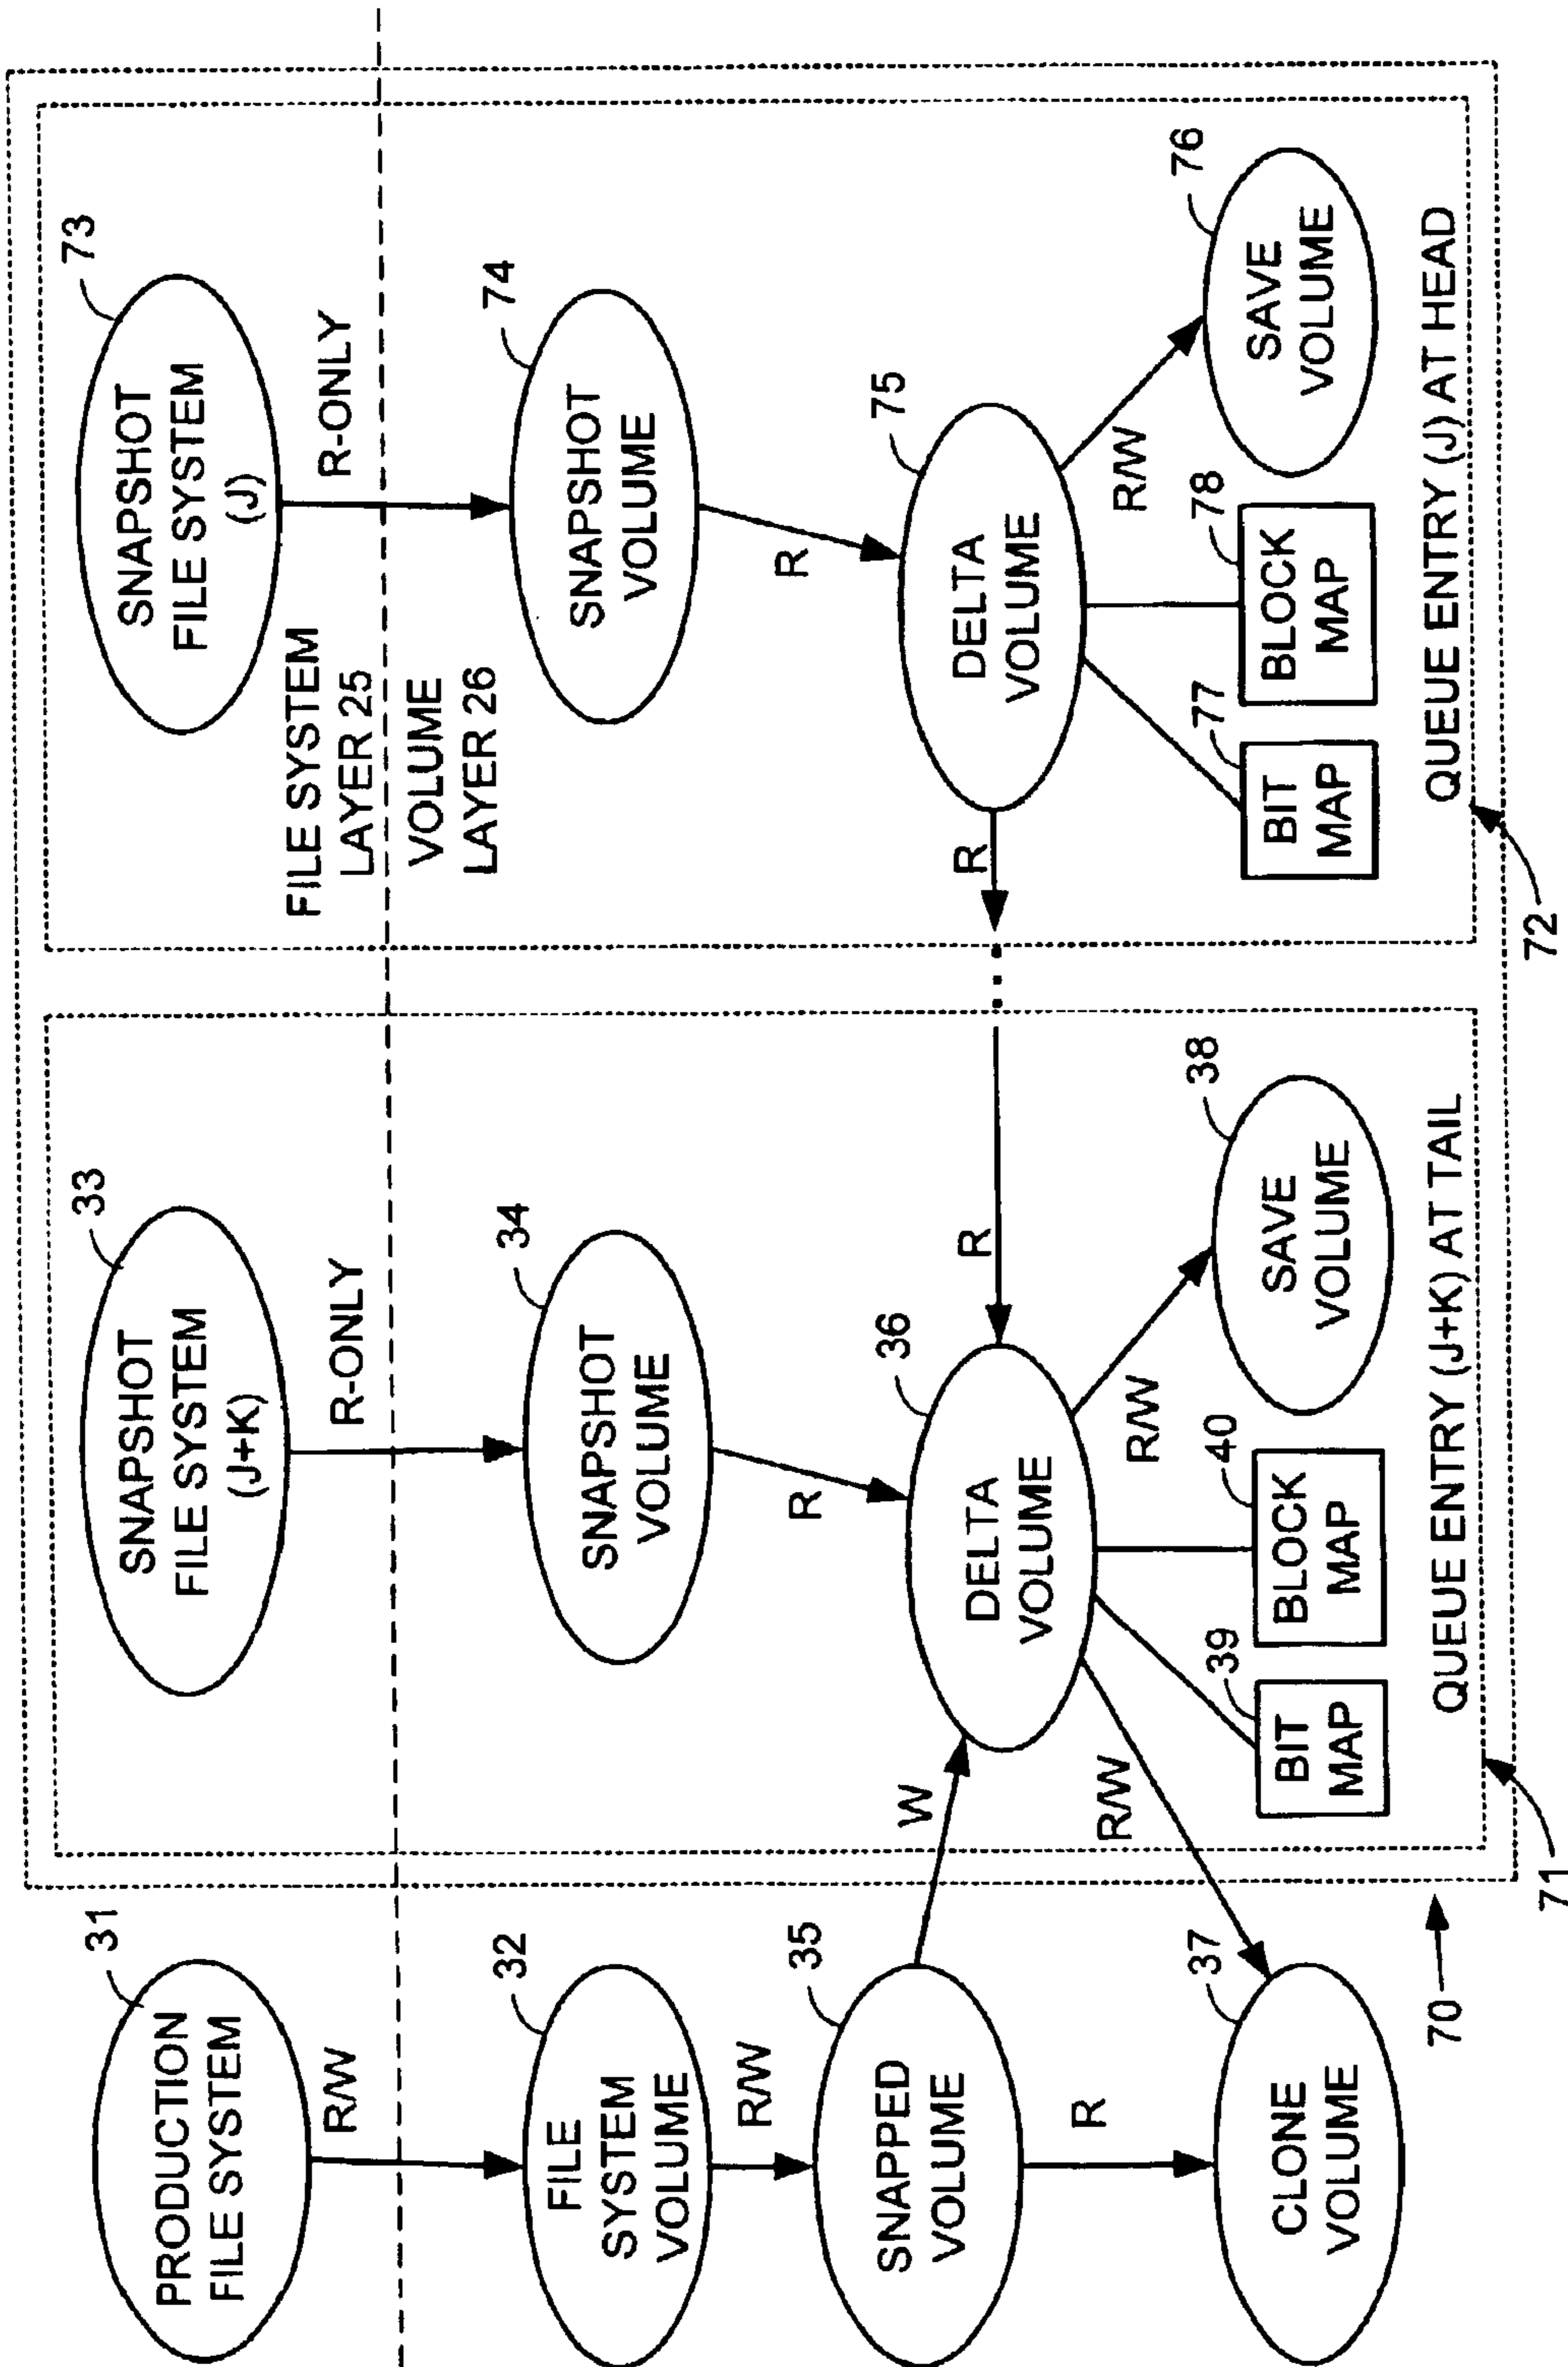 31
PRODUCTION
FILE SYSTEM
R/W
32
FILE
SYSTEM
VOLUME
R/W
35
SNAPPED
VOLUME
W
R
37
CLONE
VOLUME
70
33
SNAPSHOT
FILE SYSTEM
(J+K)
R-ONLY
34
SNAPSHOT
VOLUME
R
36
DELTA
VOLUME
R
R/W
R/W
38
SAVE
VOLUME
39
BIT
MAP
40
BLOCK
MAP
QUEUE ENTRY (J+K) AT TAIL
71
73
SNAPSHOT
FILE SYSTEM
(J)
R-ONLY
FILE SYSTEM
LAYER 25
VOLUME
LAYER 26
74
SNAPSHOT
VOLUME
R
75
DELTA
VOLUME
R
R/W
76
SAVE
VOLUME
77
BIT
MAP
78
BLOCK
MAP
QUEUE ENTRY (J) AT HEAD
72